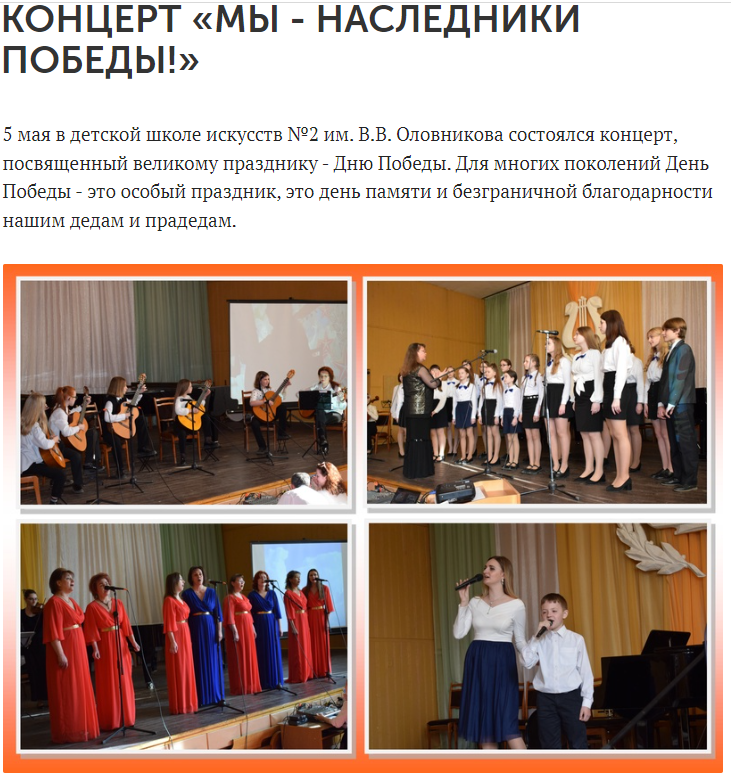 КОНЦЕРТ «МЫ - НАСЛЕДНИКИ
ПОБЕДЫ!»
5 мая в детской школе искусств №2 им. В.В. Оловникова состоялся концерт,
посвященный великому празднику - Дню Победы. Для многих поколений День
Победы - это особый праздник, это день памяти и безграничной благодарности
нашим дедам и прадедам.